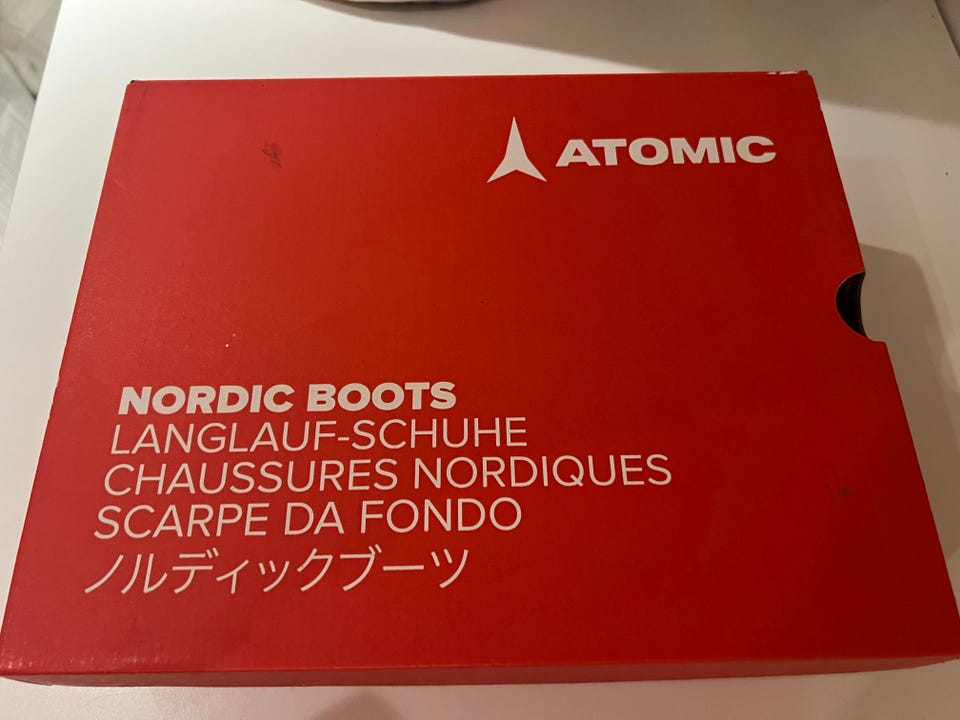 ATOMIC
NORDIC BOOTS
LANGLAUF-SCHUHE
CHAUSSURES NORDIQUES
SCARPE DA FONDO
ノルディックブーツ